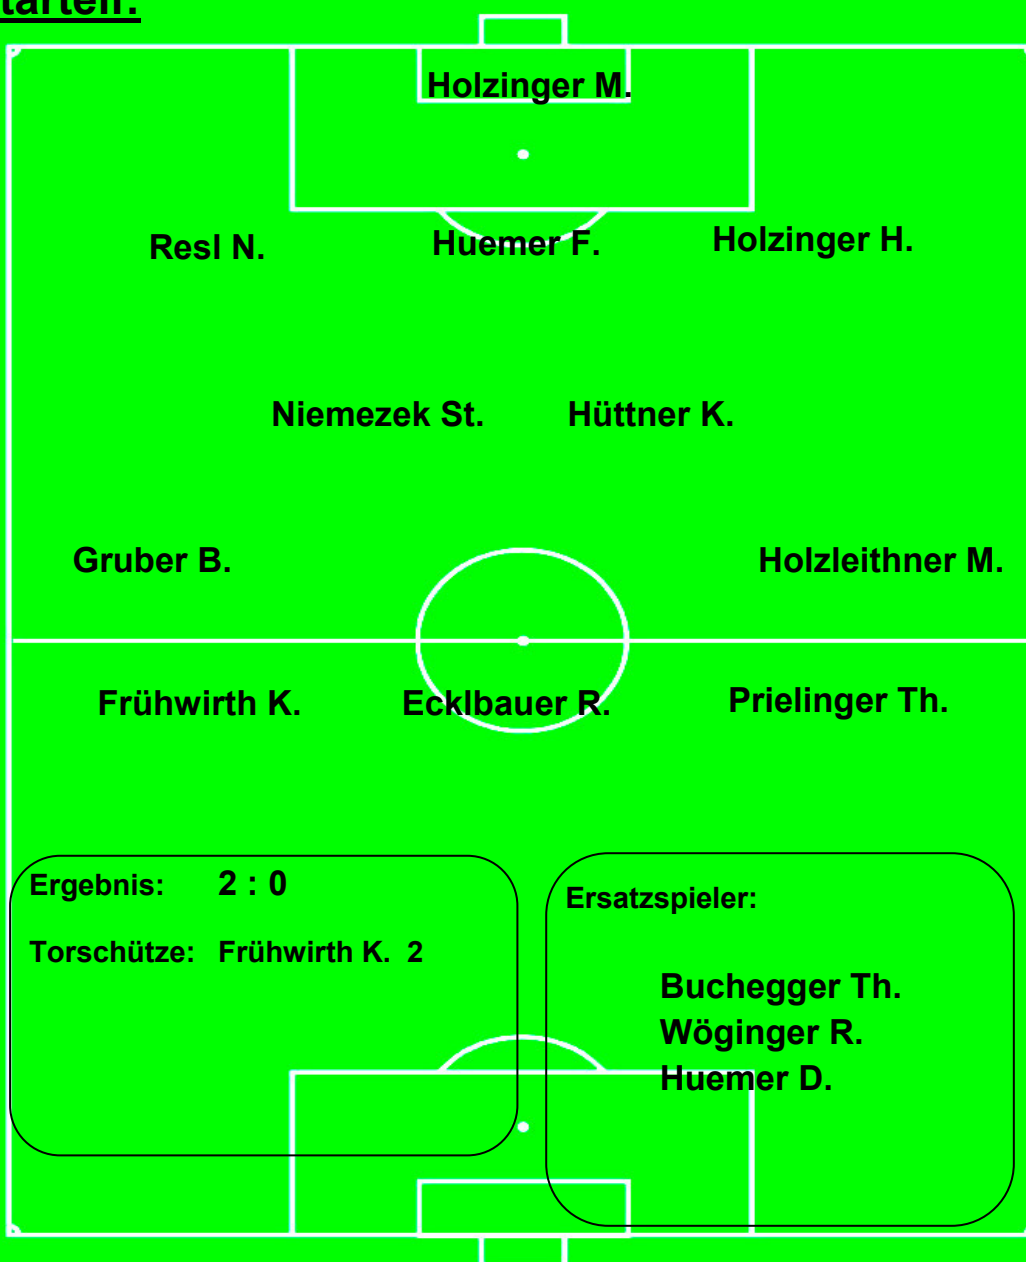 Holzinger M.
Resl N. Huemer F. Holzinger H.
Niemezek St. Hüttner K.
Gruber B. Holzleithner M.
Frühwirth K. Ecklbauer R. Prielinger Th.
Ergebnis: 2 : 0
Torschütze: Frühwirth K. 2
Ersatzspieler:
Buchegger Th.
Wöginger R.
Huemer D.